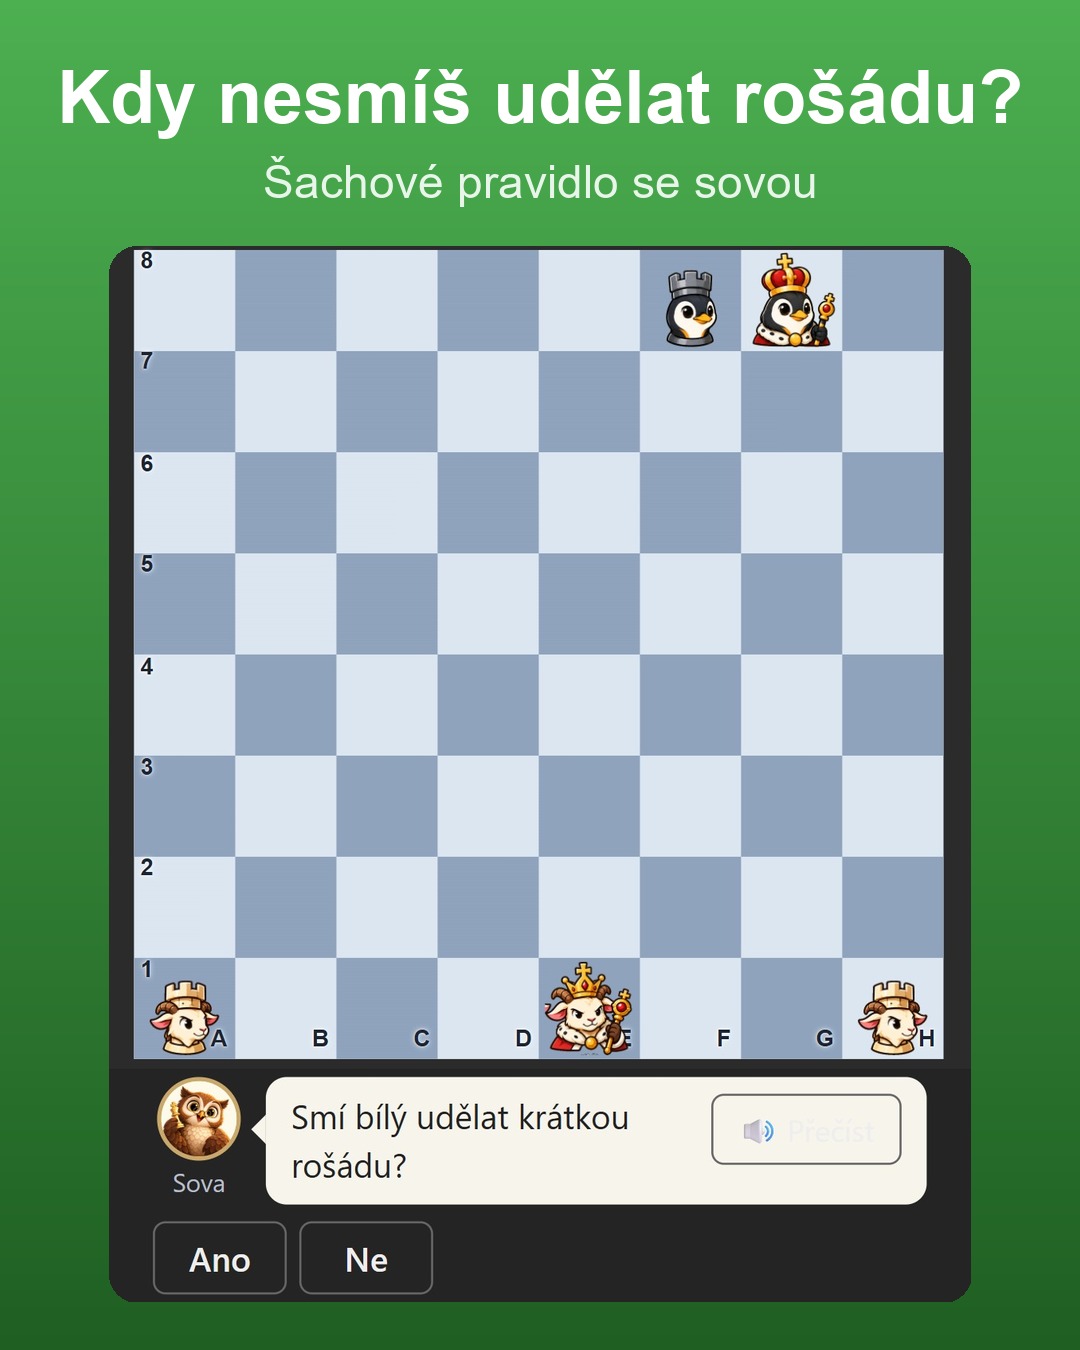 Kdy nesmíš udělat rošádu?
Šachové pravidlo se sovou
8
7
6
5
4
3
2
1
A B C D E F G H
Smí bílý udělat krátkou
rošádu?
Přečíst
Sova
Ano
Ne